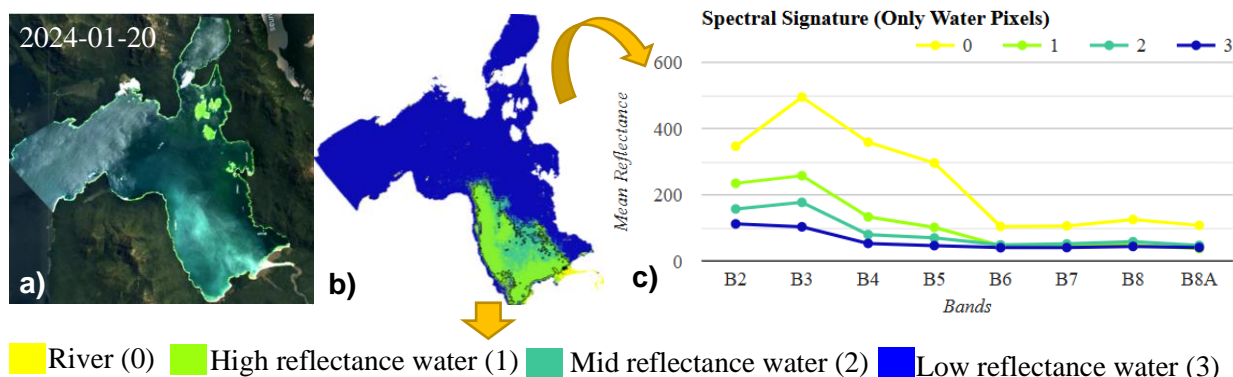 2024-01-20
a)
b)
Spectral Signature (Only Water Pixels)
0 1 2 3
600
400
200
0
Mean Reflectance
B2 B3 B4 B5 B6 B7 B8 B8A
Bands
c)
River (0) High reflectance water (1) Mid reflectance water (2) Low reflectance water (3)